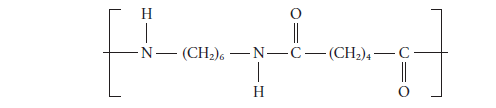 H O
N — (CH₂)₆ — N — C — (CH₂)₄ — C
H O